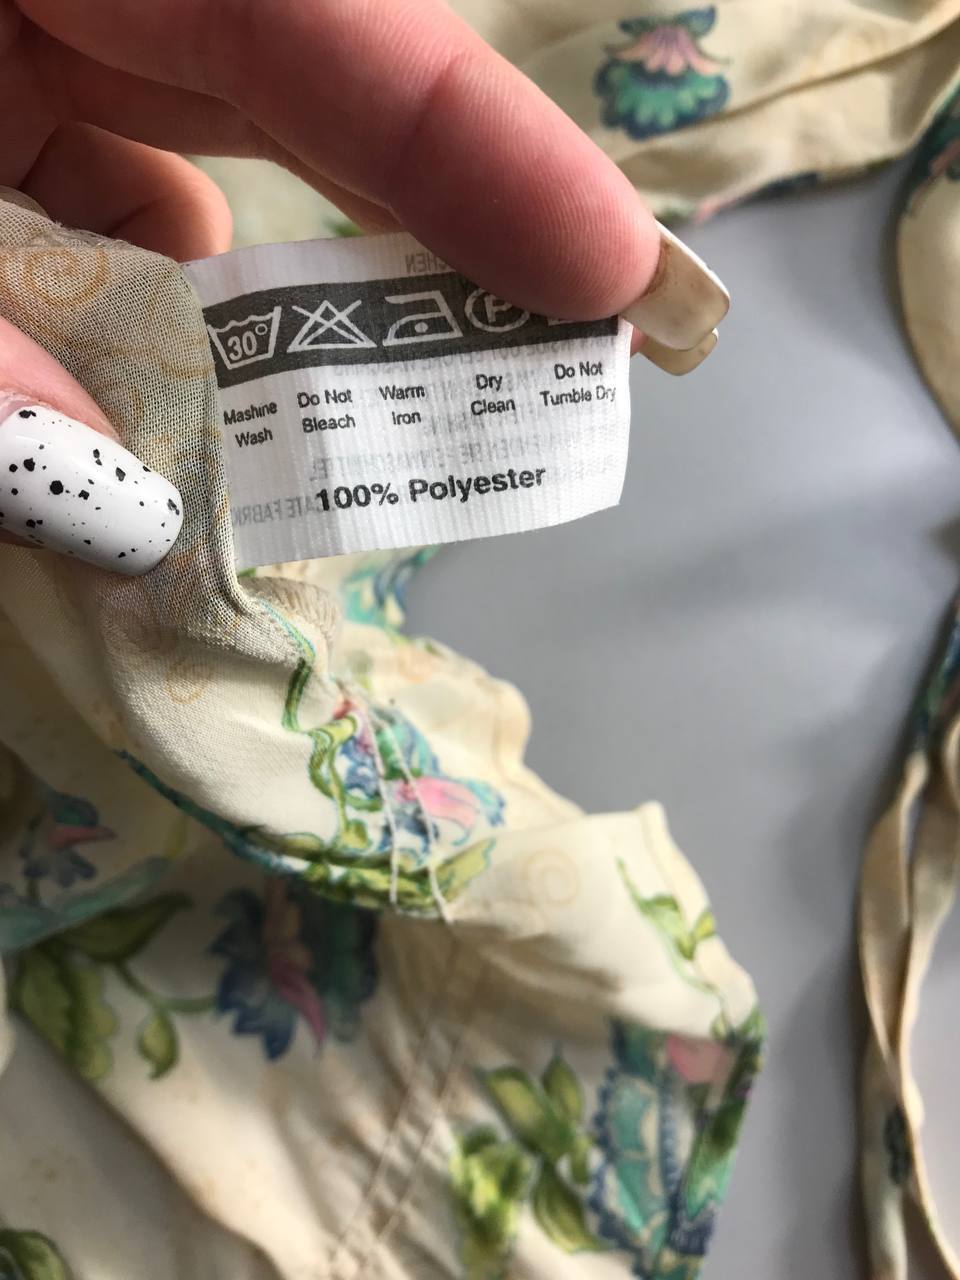 30°
P
Mashine Wash
Do Not Bleach
Warm Iron
Dry Clean
Do Not Tumble Dry
100% Polyester